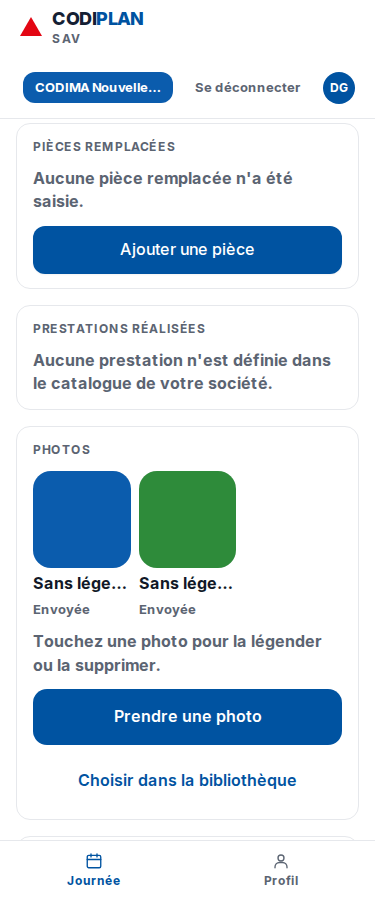 CODIPLAN
SAV
CODIMA Nouvelle...
Se déconnecter
DG
PIÈCES REMPLACÉES
Aucune pièce remplacée n'a été
saisie.
Ajouter une pièce
PRESTATIONS RÉALISÉES
Aucune prestation n'est définie dans
le catalogue de votre société.
PHOTOS
Sans lége... Sans lége...
Envoyée Envoyée
Touchez une photo pour la légender
ou la supprimer.
Prendre une photo
Choisir dans la bibliothèque
Journée Profil